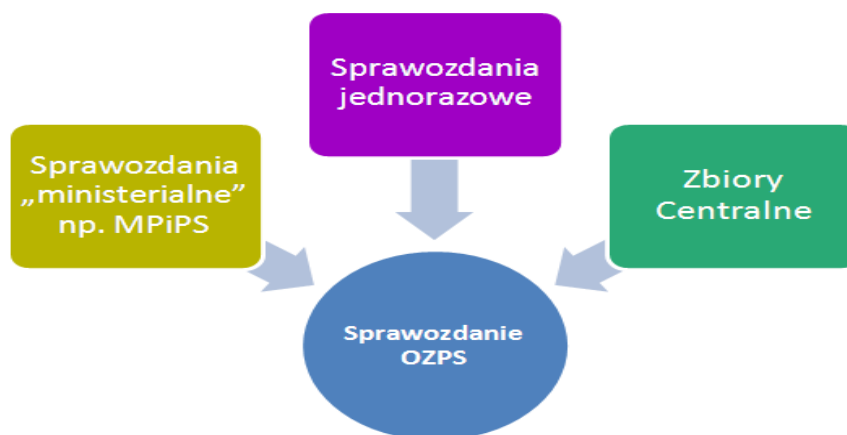 Sprawozdania
jednorazowe
Sprawozdania
„ministerialne”
np. MPiPS
Zbiory
Centralne
Sprawozdanie
OZPS